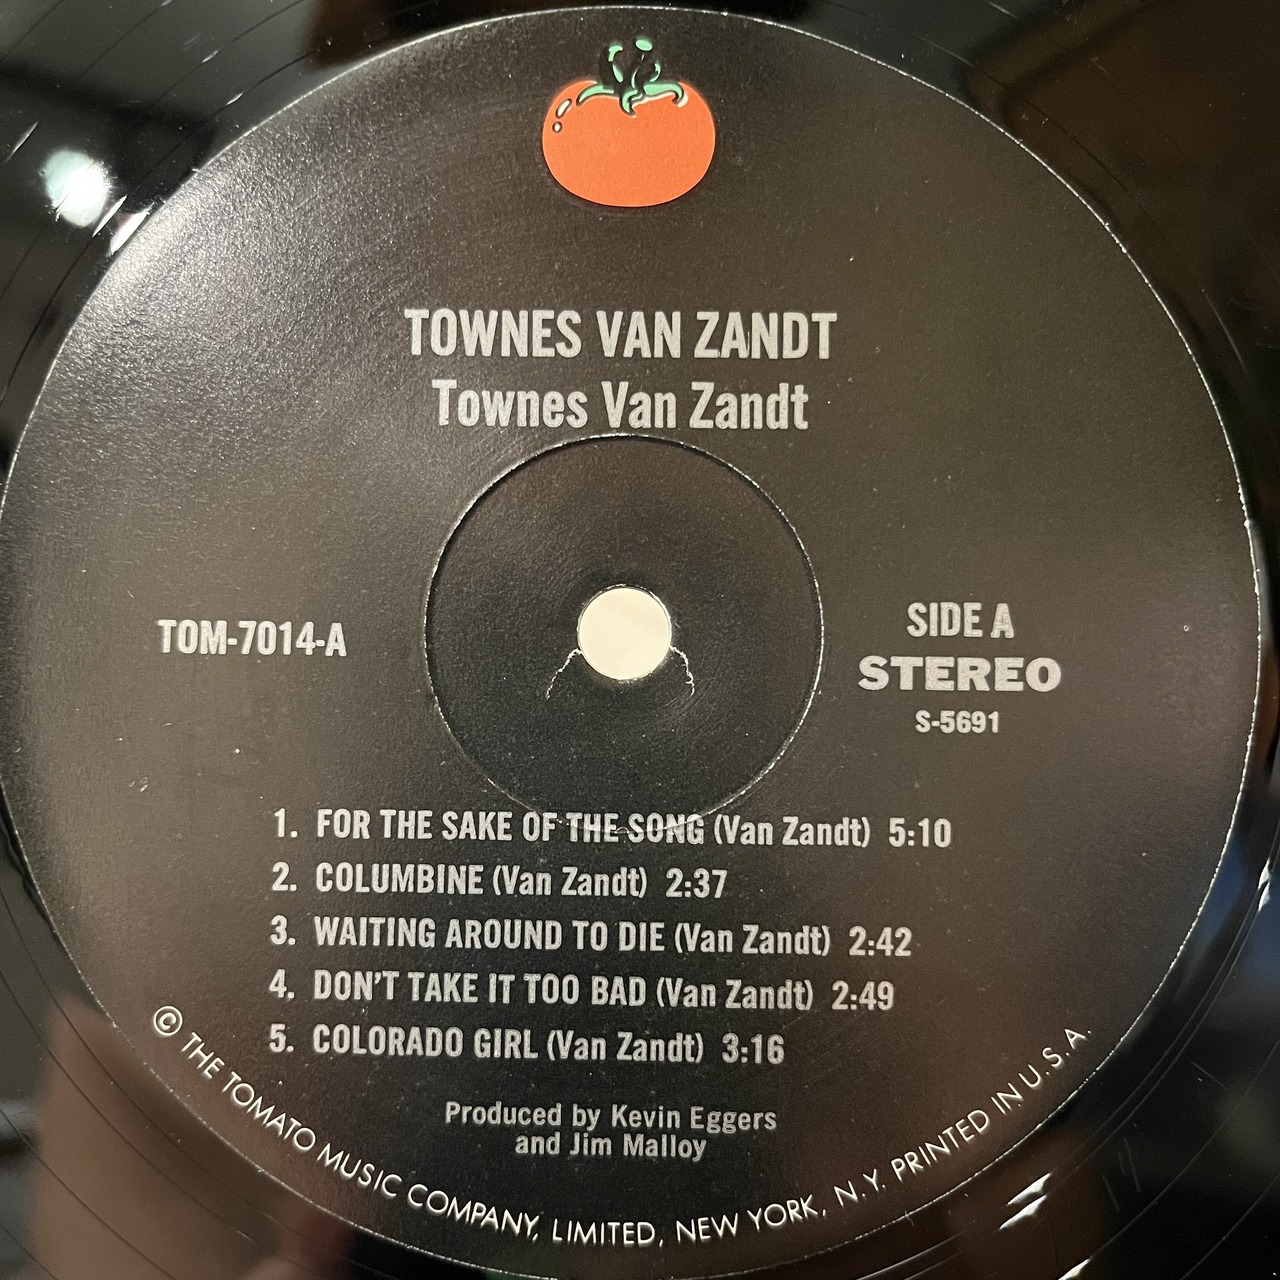 TOWNES VAN ZANDT
Townes Van Zandt
TOM-7014-A
SIDE A
STEREO
S-5691
1. FOR THE SAKE OF THE SONG (Van Zandt) 5:10
2. COLUMBINE (Van Zandt) 2:37
3. WAITING AROUND TO DIE (Van Zandt) 2:42
4. DON'T TAKE IT TOO BAD (Van Zandt) 2:49
5. COLORADO GIRL (Van Zandt) 3:16
Produced by Kevin Eggers
and Jim Malloy
© THE TOMATO MUSIC COMPANY, LIMITED, NEW YORK, N.Y. PRINTED IN U.S.A.